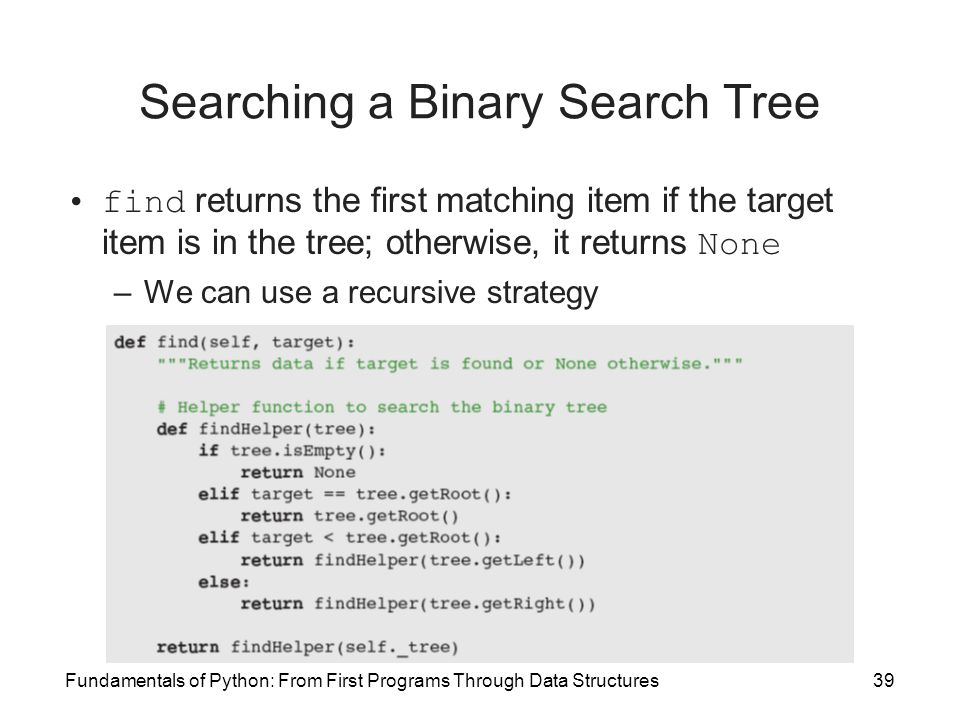 Searching a Binary Search Tree
• find returns the first matching item if the target
item is in the tree; otherwise, it returns None
– We can use a recursive strategy
def find(self, target):
    """Returns data if target is found or None otherwise."""

    # Helper function to search the binary tree
    def findHelper(tree):
        if tree.isEmpty():
            return None
        elif target == tree.getRoot():
            return tree.getRoot()
        elif target < tree.getRoot():
            return findHelper(tree.getLeft())
        else:
            return findHelper(tree.getRight())

    return findHelper(self._tree)
Fundamentals of Python: From First Programs Through Data Structures 39